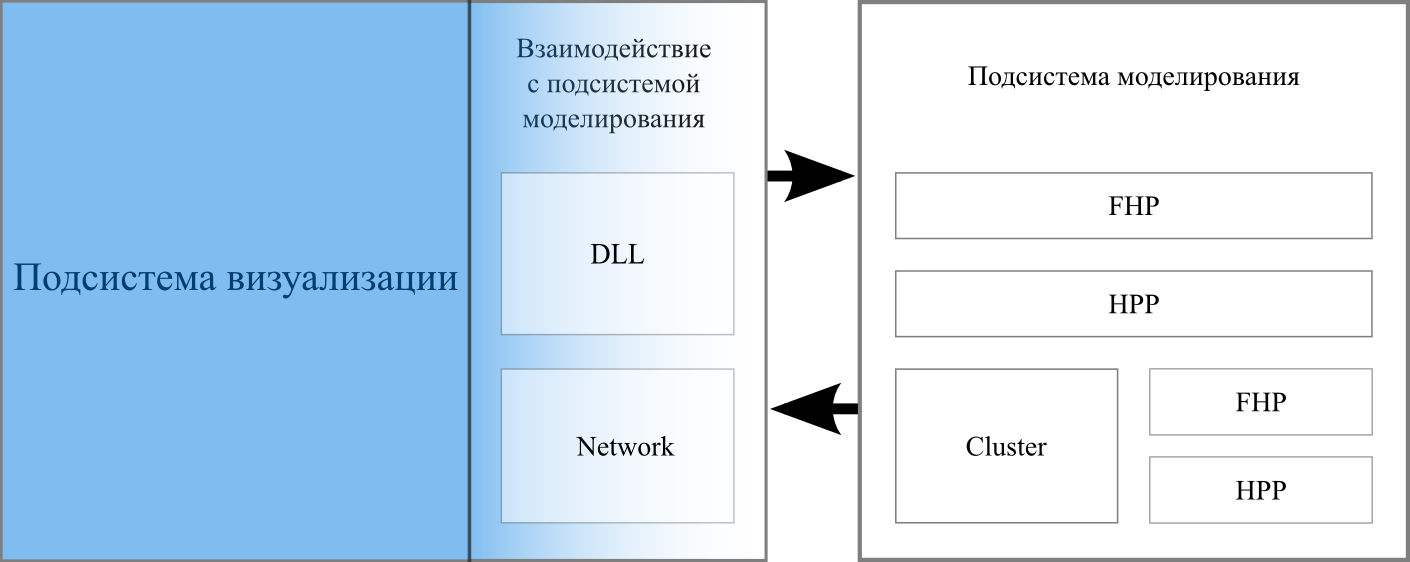 Подсистема визуализации
Взаимодействие
с подсистемой
моделирования
DLL
Network
Подсистема моделирования
FHP
HPP
Cluster
FHP
HPP